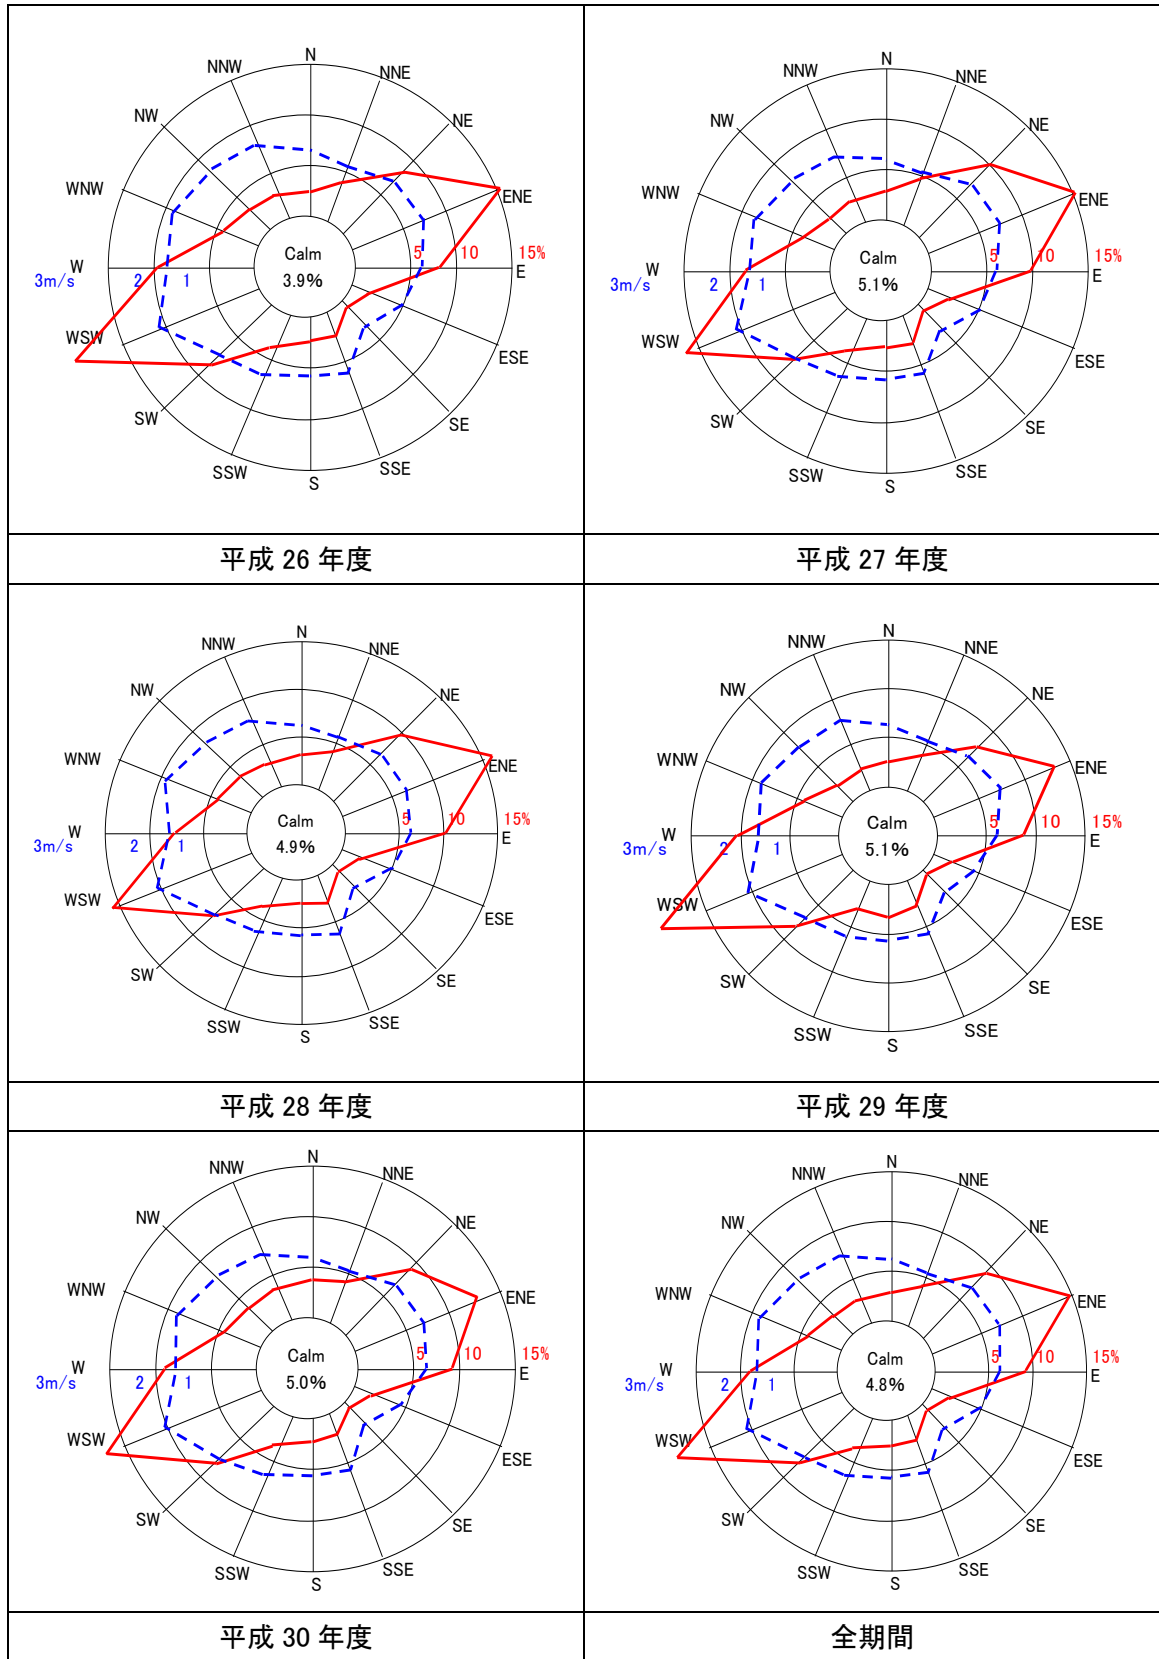 N
NNW NNE
NW NE
WNW ENE
Calm
3.9%
W 3m/s 2 1 5 10 15% E
WSW ESE
SW SE
SSW SSE
S
平成 26 年度
N
NNW NNE
NW NE
WNW ENE
Calm
5.1%
W 3m/s 2 1 5 10 15% E
WSW ESE
SW SE
SSW SSE
S
平成 27 年度
N
NNW NNE
NW NE
WNW ENE
Calm
4.9%
W 3m/s 2 1 5 10 15% E
WSW ESE
SW SE
SSW SSE
S
平成 28 年度
N
NNW NNE
NW NE
WNW ENE
Calm
5.1%
W 3m/s 2 1 5 10 15% E
WSW ESE
SW SE
SSW SSE
S
平成 29 年度
N
NNW NNE
NW NE
WNW ENE
Calm
5.0%
W 3m/s 2 1 5 10 15% E
WSW ESE
SW SE
SSW SSE
S
平成 30 年度
N
NNW NNE
NW NE
WNW ENE
Calm
4.8%
W 3m/s 2 1 5 10 15% E
WSW ESE
SW SE
SSW SSE
S
全期間